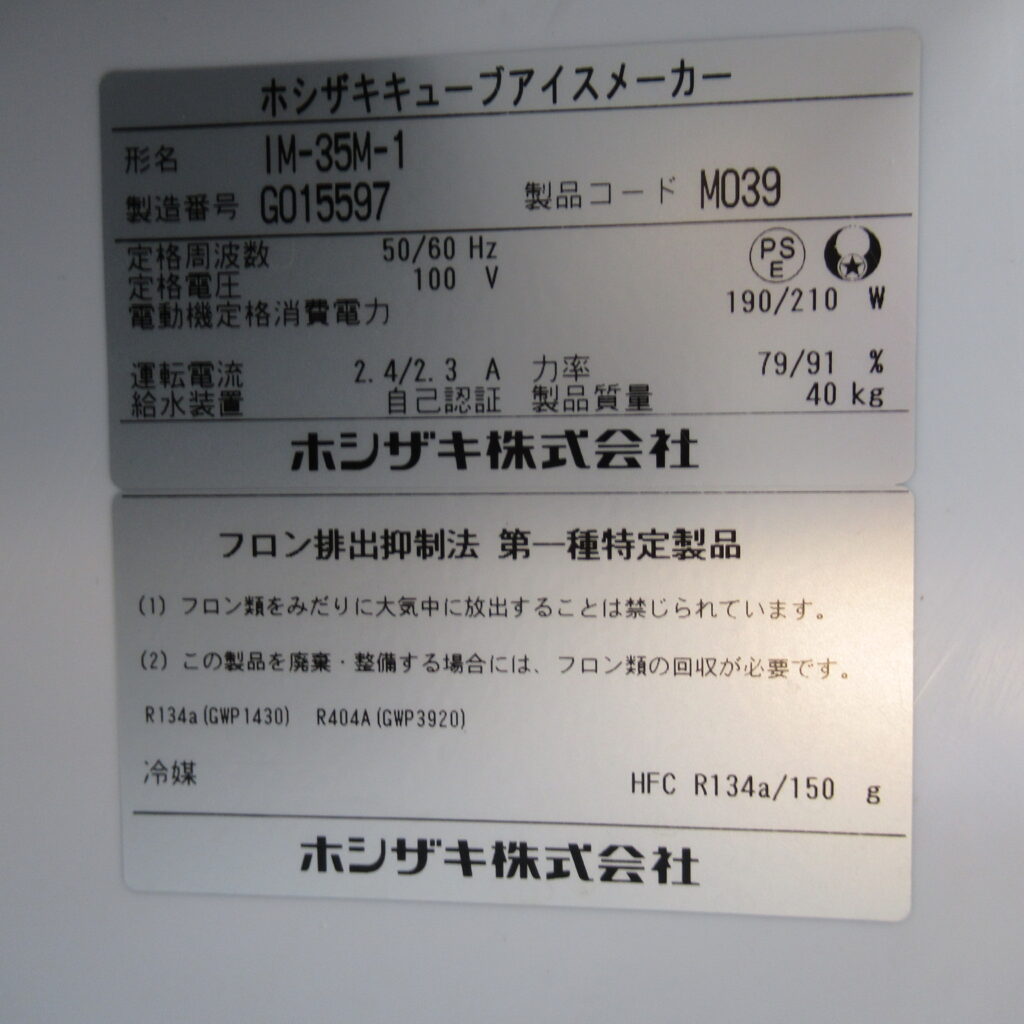 ホシザキキューブアイスメーカー
形名 IM-35M-1
製造番号 G015597 製品コード M039
定格周波数 50/60 Hz
PS E
定格電圧 100 V
電動機定格消費電力 190/210 W
運転電流 2.4/2.3 A 力率 79/91 %
給水装置 自己認証 製品質量 40 kg
ホシザキ株式会社
フロン排出抑制法 第一種特定製品
(1) フロン類をみだりに大気中に放出することは禁じられています。
(2) この製品を廃棄・整備する場合には、フロン類の回収が必要です。
R134a(GWP1430) R404A(GWP3920)
冷媒 HFC R134a/150 g
ホシザキ株式会社